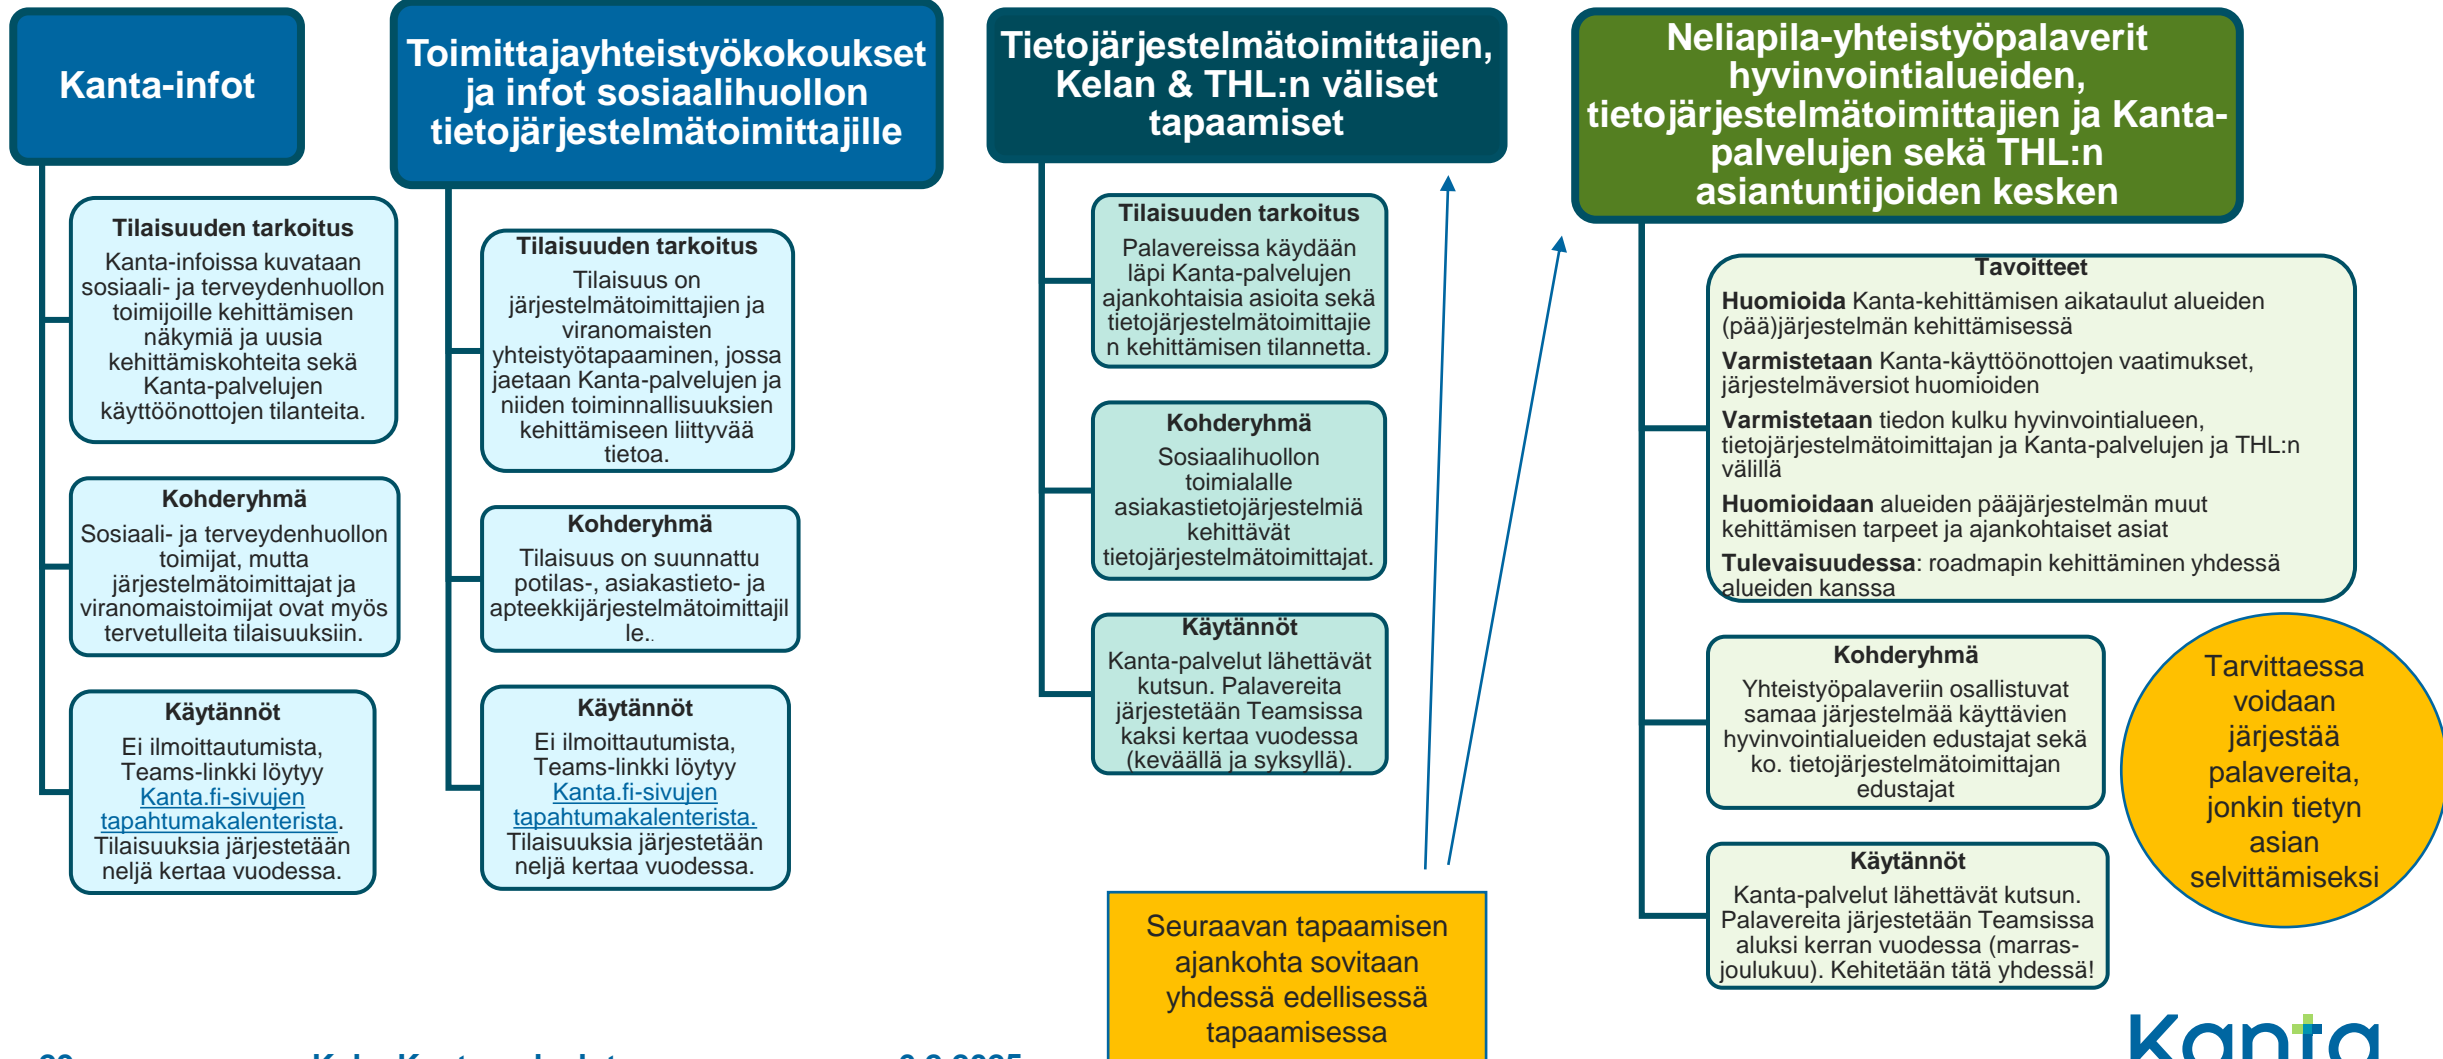 Kanta-infot
Tilaisuuden tarkoitus
Kanta-infoissa kuvataan
sosiaali- ja terveydenhuollon
toimijoille kehittämisen
näkymiä ja uusia
kehittämiskohteita sekä
Kanta-palvelujen
käyttöönottojen tilanteita.
Kohderyhmä
Sosiaali- ja terveydenhuollon
toimijat, mutta
järjestelmätoimittajat ja
viranomaistoimijat ovat myös
tervetulleita tilaisuuksiin.
Käytännöt
Ei ilmoittautumista,
Teams-linkki löytyy
Kanta.fi-sivujen
tapahtumakalenterista.
Tilaisuuksia järjestetään
neljä kertaa vuodessa.
Toimittajayhteistyökokoukset
ja infot sosiaalihuollon
tietojärjestelmätoimittajille
Tilaisuuden tarkoitus
Tilaisuus on
järjestelmätoimittajien ja
viranomaisten
yhteistyötapaaminen, jossa
jaetaan Kanta-palvelujen ja
niiden toiminnallisuuksien
kehittämiseen liittyvää
tietoa.
Kohderyhmä
Tilaisuus on suunnattu
potilas-, asiakastieto- ja
apteekkijärjestelmätoimittajil
le..
Käytännöt
Ei ilmoittautumista,
Teams-linkki löytyy
Kanta.fi-sivujen
tapahtumakalenterista.
Tilaisuuksia järjestetään
neljä kertaa vuodessa.
Tietojärjestelmätoimittajien,
Kelan & THL:n väliset
tapaamiset
Tilaisuuden tarkoitus
Palavereissa käydään
läpi Kanta-palvelujen
ajankohtaisia asioita sekä
tietojärjestelmätoimittajie
n kehittämisen tilannetta.
Kohderyhmä
Sosiaalihuollon
toimialalle
asiakastietojärjestelmiä
kehittävät
tietojärjestelmätoimittajat.
Käytännöt
Kanta-palvelut lähettävät
kutsun. Palavereita
järjestetään Teamsissa
kaksi kertaa vuodessa
(keväällä ja syksyllä).
Seuraavan tapaamisen
ajankohta sovitaan
yhdessä edellisessä
tapaamisessa
Neliapila-yhteistyöpalaverit
hyvinvointialueiden,
tietojärjestelmätoimittajien ja Kanta-
palvelujen sekä THL:n
asiantuntijoiden kesken
Tavoitteet
Huomioida Kanta-kehittämisen aikataulut alueiden
(pää)järjestelmän kehittämisessä
Varmistetaan Kanta-käyttöönottojen vaatimukset,
järjestelmäversiot huomioiden
Varmistetaan tiedon kulku hyvinvointialueen,
tietojärjestelmätoimittajan ja Kanta-palvelujen ja THL:n
välillä
Huomioidaan alueiden pääjärjestelmän muut
kehittämisen tarpeet ja ajankohtaiset asiat
Tulevaisuudessa: roadmapin kehittäminen yhdessä
alueiden kanssa
Kohderyhmä
Yhteistyöpalaveriin osallistuvat
samaa järjestelmää käyttävien
hyvinvointialueiden edustajat sekä
ko. tietojärjestelmätoimittajan
edustajat
Käytännöt
Kanta-palvelut lähettävät kutsun.
Palavereita järjestetään Teamsissa
aluksi kerran vuodessa (marras-
joulukuu). Kehitetään tätä yhdessä!
Tarvittaessa
voidaan
järjestää
palavereita,
jonkin tietyn
asian
selvittämiseksi
Kanta